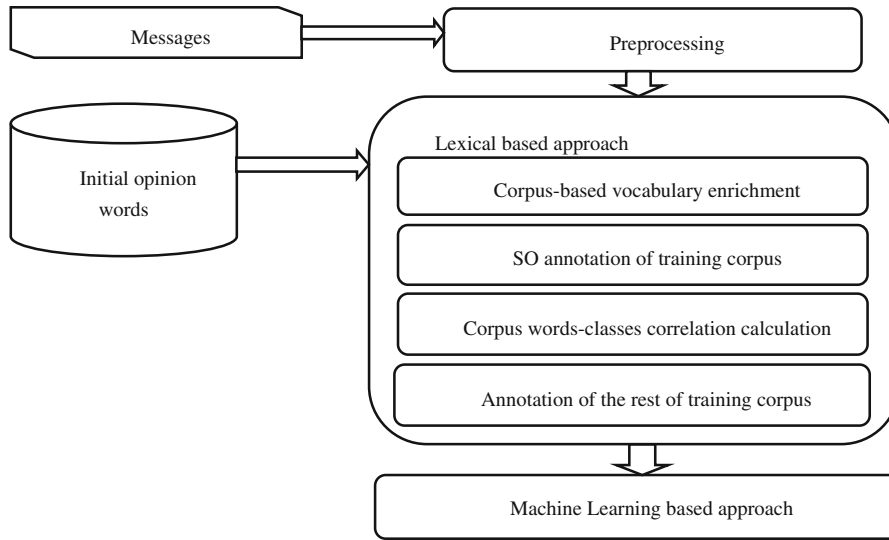 Messages
Preprocessing
Initial opinion
words
Lexical based approach
Corpus-based vocabulary enrichment
SO annotation of training corpus
Corpus words-classes correlation calculation
Annotation of the rest of training corpus
Machine Learning based approach